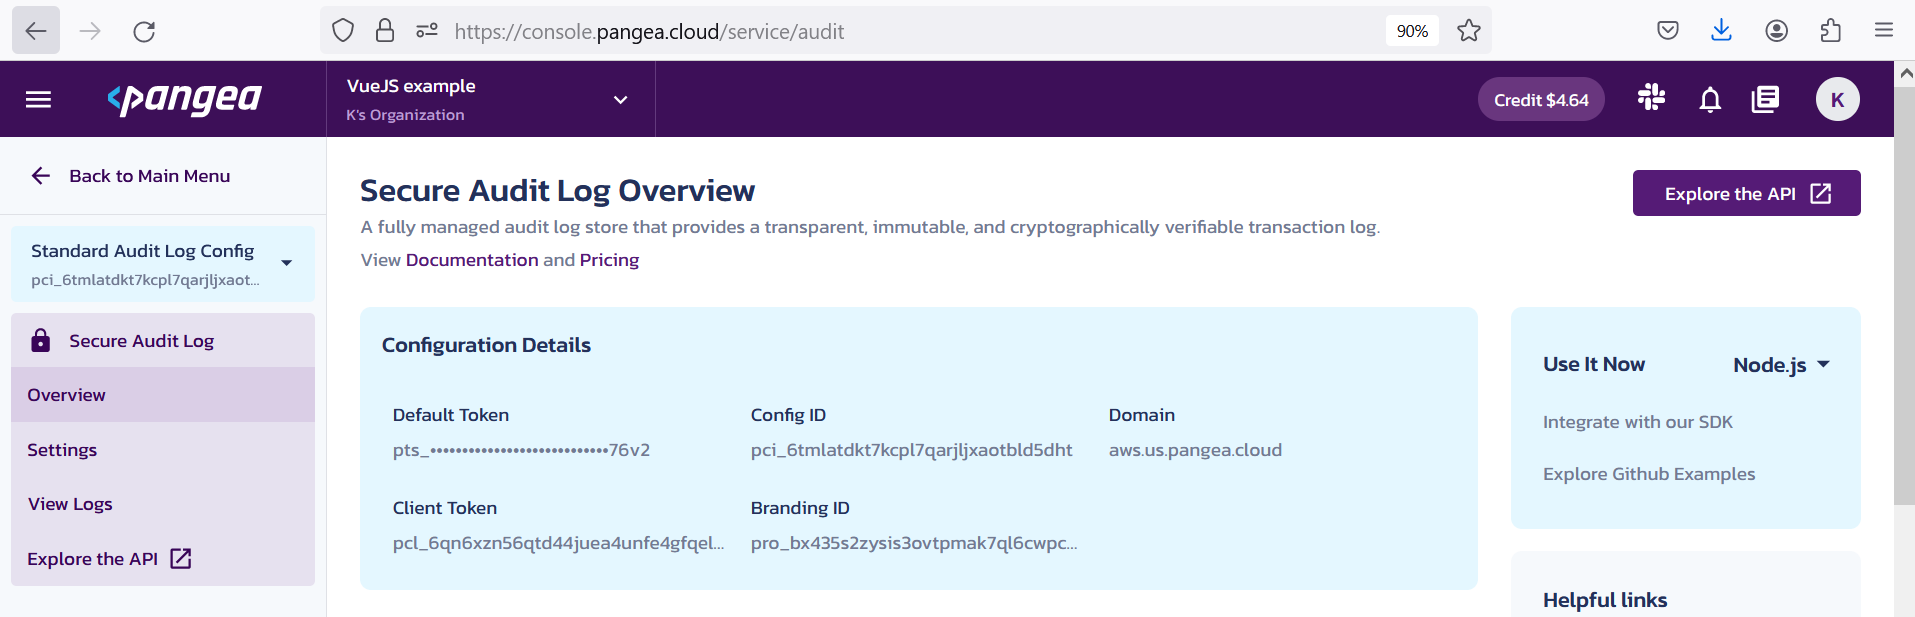 https://console.pangea.cloud/service/audit
90%
pangea
VueJS example
K's Organization
Credit $4.64
K
Back to Main Menu
Standard Audit Log Config
pci_6tmlatdkt7kcpl7qarjljxaot...
Secure Audit Log
Overview
Settings
View Logs
Explore the API
Secure Audit Log Overview
A fully managed audit log store that provides a transparent, immutable, and cryptographically verifiable transaction log.
View Documentation and Pricing
Explore the API
Configuration Details
Default Token
pts_••••••••••••••••••••••••••••76v2
Config ID
pci_6tmlatdkt7kcpl7qarjljxaotbld5dht
Domain
aws.us.pangea.cloud
Client Token
pcl_6qn6xzn56qtd44juea4unfe4gfqel...
Branding ID
pro_bx435s2zysis3ovtpmak7ql6cwpc...
Use It Now
Node.js
Integrate with our SDK
Explore Github Examples
Helpful links